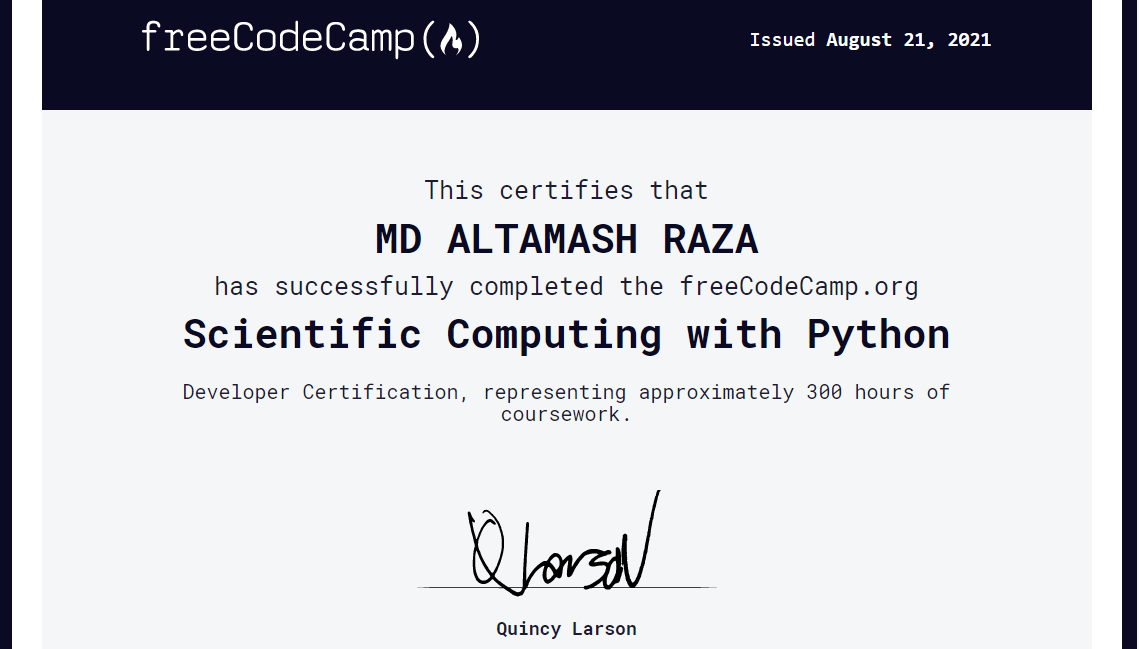 freeCodeCamp(🔥)
Issued August 21, 2021
This certifies that
MD ALTAMASH RAZA
has successfully completed the freeCodeCamp.org
Scientific Computing with Python
Developer Certification, representing approximately 300 hours of
coursework.
Q Larson
Quincy Larson